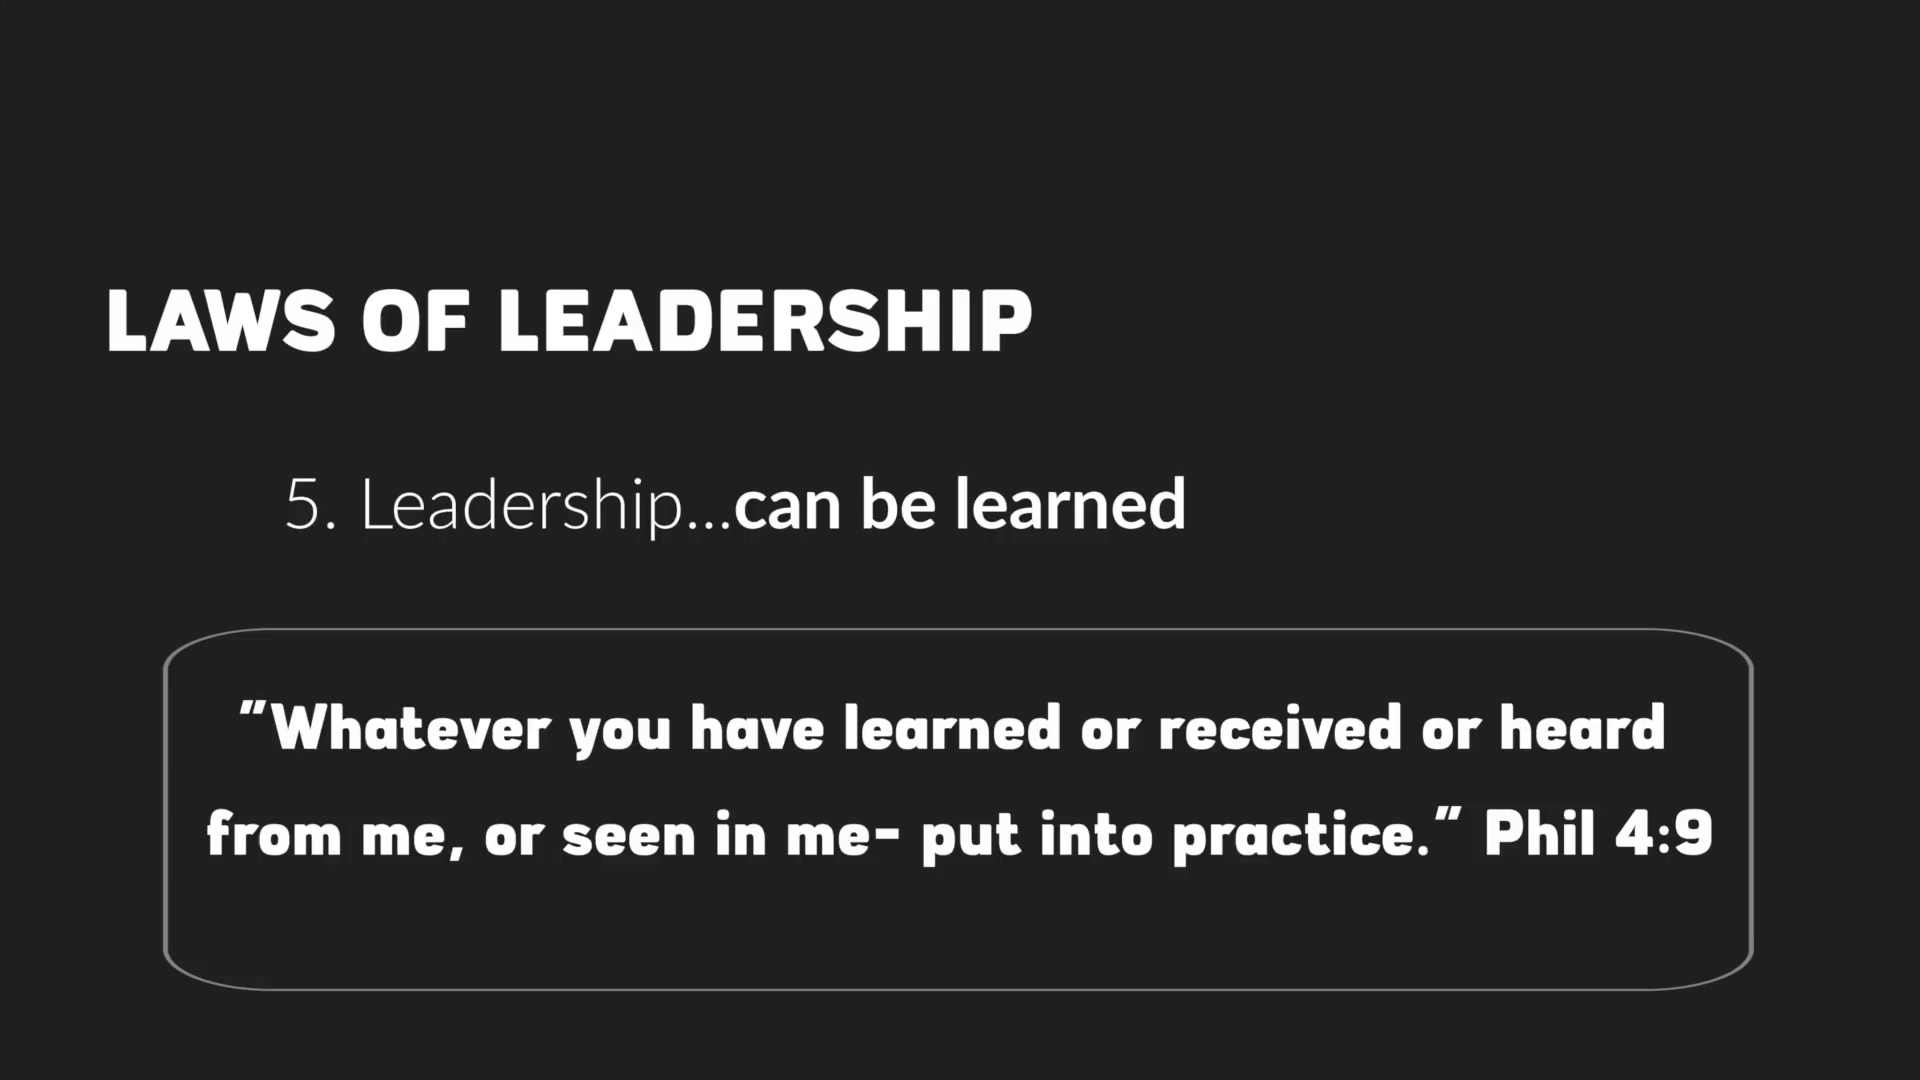 LAWS OF LEADERSHIP
5. Leadership...can be learned
"Whatever you have learned or received or heard
from me, or seen in me- put into practice." Phil 4:9